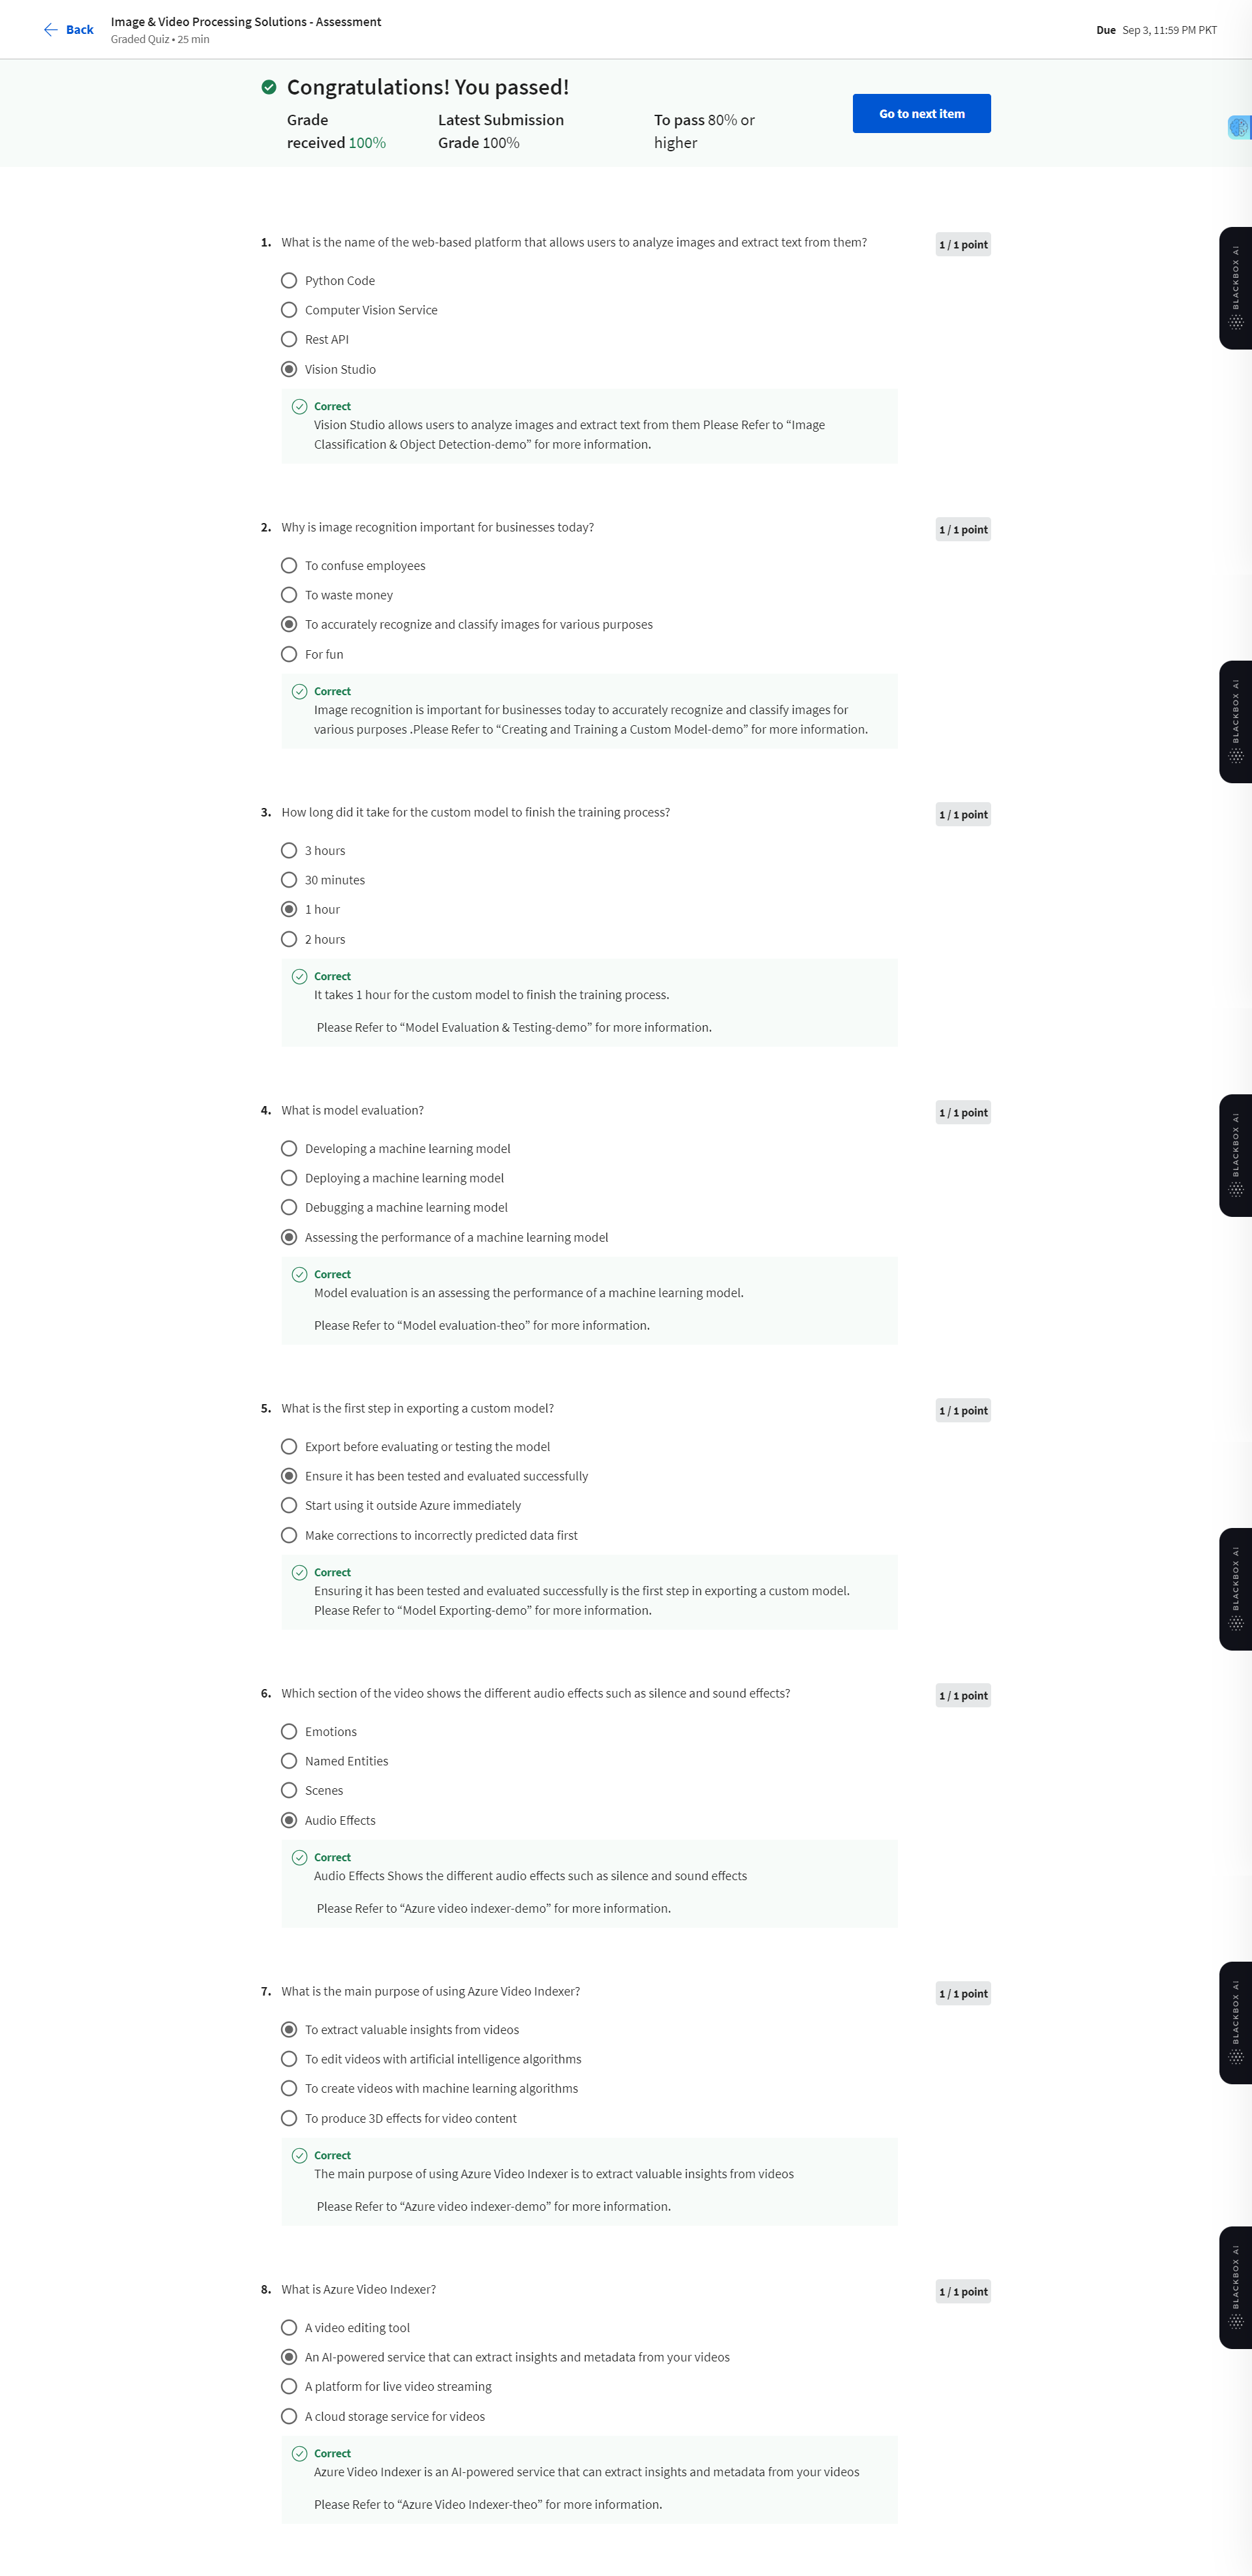 Back
Image & Video Processing Solutions - Assessment
Graded Quiz • 25 min
Due Sep 3, 11:59 PM PKT
Congratulations! You passed!
Grade
received 100%
Latest Submission
Grade 100%
To pass 80% or
higher
Go to next item
1. What is the name of the web-based platform that allows users to analyze images and extract text from them?
1 / 1 point
Python Code
Computer Vision Service
Rest API
Vision Studio
Correct
Vision Studio allows users to analyze images and extract text from them Please Refer to “Image
Classification & Object Detection-demo” for more information.
BLACKBOX AI
2. Why is image recognition important for businesses today?
1 / 1 point
To confuse employees
To waste money
To accurately recognize and classify images for various purposes
For fun
Correct
Image recognition is important for businesses today to accurately recognize and classify images for
various purposes .Please Refer to “Creating and Training a Custom Model-demo” for more information.
BLACKBOX AI
3. How long did it take for the custom model to finish the training process?
1 / 1 point
3 hours
30 minutes
1 hour
2 hours
Correct
It takes 1 hour for the custom model to finish the training process.
Please Refer to “Model Evaluation & Testing-demo” for more information.
4. What is model evaluation?
1 / 1 point
Developing a machine learning model
Deploying a machine learning model
Debugging a machine learning model
Assessing the performance of a machine learning model
Correct
Model evaluation is an assessing the performance of a machine learning model.
Please Refer to “Model evaluation-theo” for more information.
BLACKBOX AI
5. What is the first step in exporting a custom model?
1 / 1 point
Export before evaluating or testing the model
Ensure it has been tested and evaluated successfully
Start using it outside Azure immediately
Make corrections to incorrectly predicted data first
Correct
Ensuring it has been tested and evaluated successfully is the first step in exporting a custom model.
Please Refer to “Model Exporting-demo” for more information.
BLACKBOX AI
6. Which section of the video shows the different audio effects such as silence and sound effects?
1 / 1 point
Emotions
Named Entities
Scenes
Audio Effects
Correct
Audio Effects Shows the different audio effects such as silence and sound effects
Please Refer to “Azure video indexer-demo” for more information.
7. What is the main purpose of using Azure Video Indexer?
1 / 1 point
To extract valuable insights from videos
To edit videos with artificial intelligence algorithms
To create videos with machine learning algorithms
To produce 3D effects for video content
Correct
The main purpose of using Azure Video Indexer is to extract valuable insights from videos
Please Refer to “Azure video indexer-demo” for more information.
BLACKBOX AI
8. What is Azure Video Indexer?
1 / 1 point
A video editing tool
An AI-powered service that can extract insights and metadata from your videos
A platform for live video streaming
A cloud storage service for videos
Correct
Azure Video Indexer is an AI-powered service that can extract insights and metadata from your videos
Please Refer to “Azure Video Indexer-theo” for more information.
BLACKBOX AI